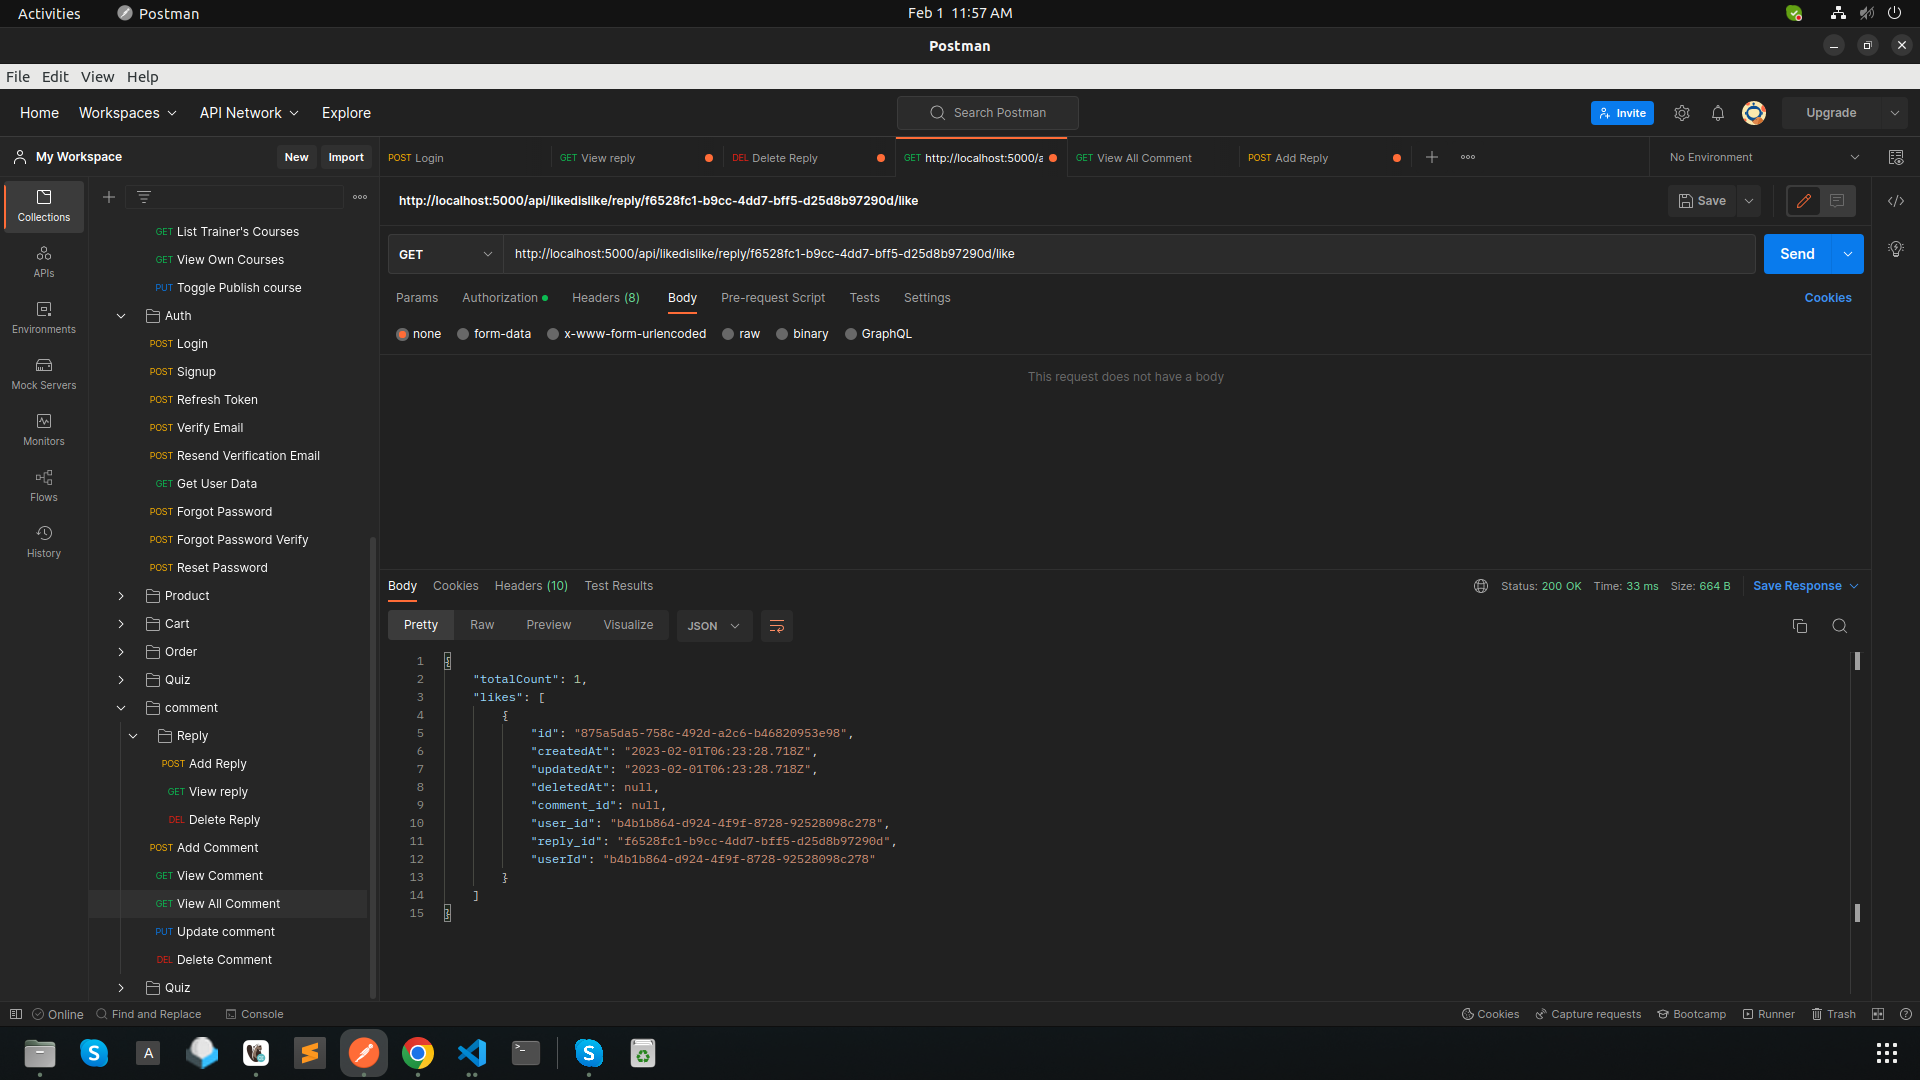 Activities
Postman
Feb 1 11:57 AM
Postman
File Edit View Help
Home Workspaces API Network Explore
Search Postman
Invite
Upgrade
My Workspace
New Import
POST Login
GET View reply
DEL Delete Reply
GET http://localhost:5000/a
GET View All Comment
POST Add Reply
No Environment
Collections
APIs
Environments
Mock Servers
Monitors
Flows
History
GET List Trainer's Courses
GET View Own Courses
PUT Toggle Publish course
Auth
POST Login
POST Signup
POST Refresh Token
POST Verify Email
POST Resend Verification Email
GET Get User Data
POST Forgot Password
POST Forgot Password Verify
POST Reset Password
Product
Cart
Order
Quiz
comment
Reply
POST Add Reply
GET View reply
DEL Delete Reply
POST Add Comment
GET View Comment
GET View All Comment
PUT Update comment
DEL Delete Comment
Quiz
http://localhost:5000/api/likedislike/reply/f6528fc1-b9cc-4dd7-bff5-d25d8b97290d/like
Save
GET
http://localhost:5000/api/likedislike/reply/f6528fc1-b9cc-4dd7-bff5-d25d8b97290d/like
Send
Params Authorization Headers (8) Body Pre-request Script Tests Settings
Cookies
none form-data x-www-form-urlencoded raw binary GraphQL
This request does not have a body
Body Cookies Headers (10) Test Results
Status: 200 OK Time: 33 ms Size: 664 B
Save Response
Pretty Raw Preview Visualize JSON
1 {
2 "totalCount": 1,
3 "likes": [
4 {
5 "id": "875a5da5-758c-492d-a2c6-b46820953e98",
6 "createdAt": "2023-02-01T06:23:28.718Z",
7 "updatedAt": "2023-02-01T06:23:28.718Z",
8 "deletedAt": null,
9 "comment_id": null,
10 "user_id": "b4b1b864-d924-4f9f-8728-92528098c278",
11 "reply_id": "f6528fc1-b9cc-4dd7-bff5-d25d8b97290d",
12 "userId": "b4b1b864-d924-4f9f-8728-92528098c278"
13 }
14 ]
15 }
Online Find and Replace Console
Cookies Capture requests Bootcamp Runner Trash